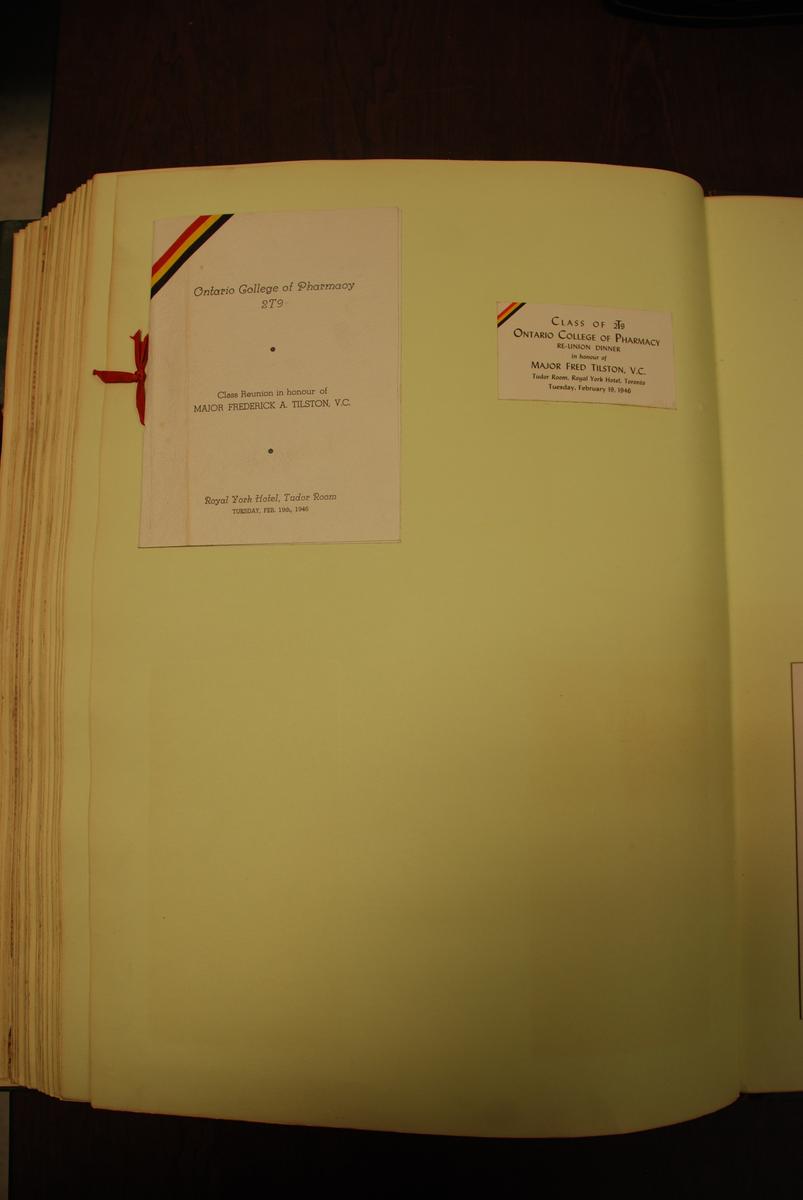 Ontario College of Pharmacy
2T9
Class Reunion in honour of
MAJOR FREDERICK A. TILSTON, V.C.
Royal York Hotel, Tudor Room
TUESDAY, FEB. 19th, 1946
CLASS OF 2T9
ONTARIO COLLEGE OF PHARMACY
RE-UNION DINNER
in honour of
MAJOR FRED TILSTON, V.C.
Tudor Room, Royal York Hotel, Toronto
Tuesday, February 19, 1946